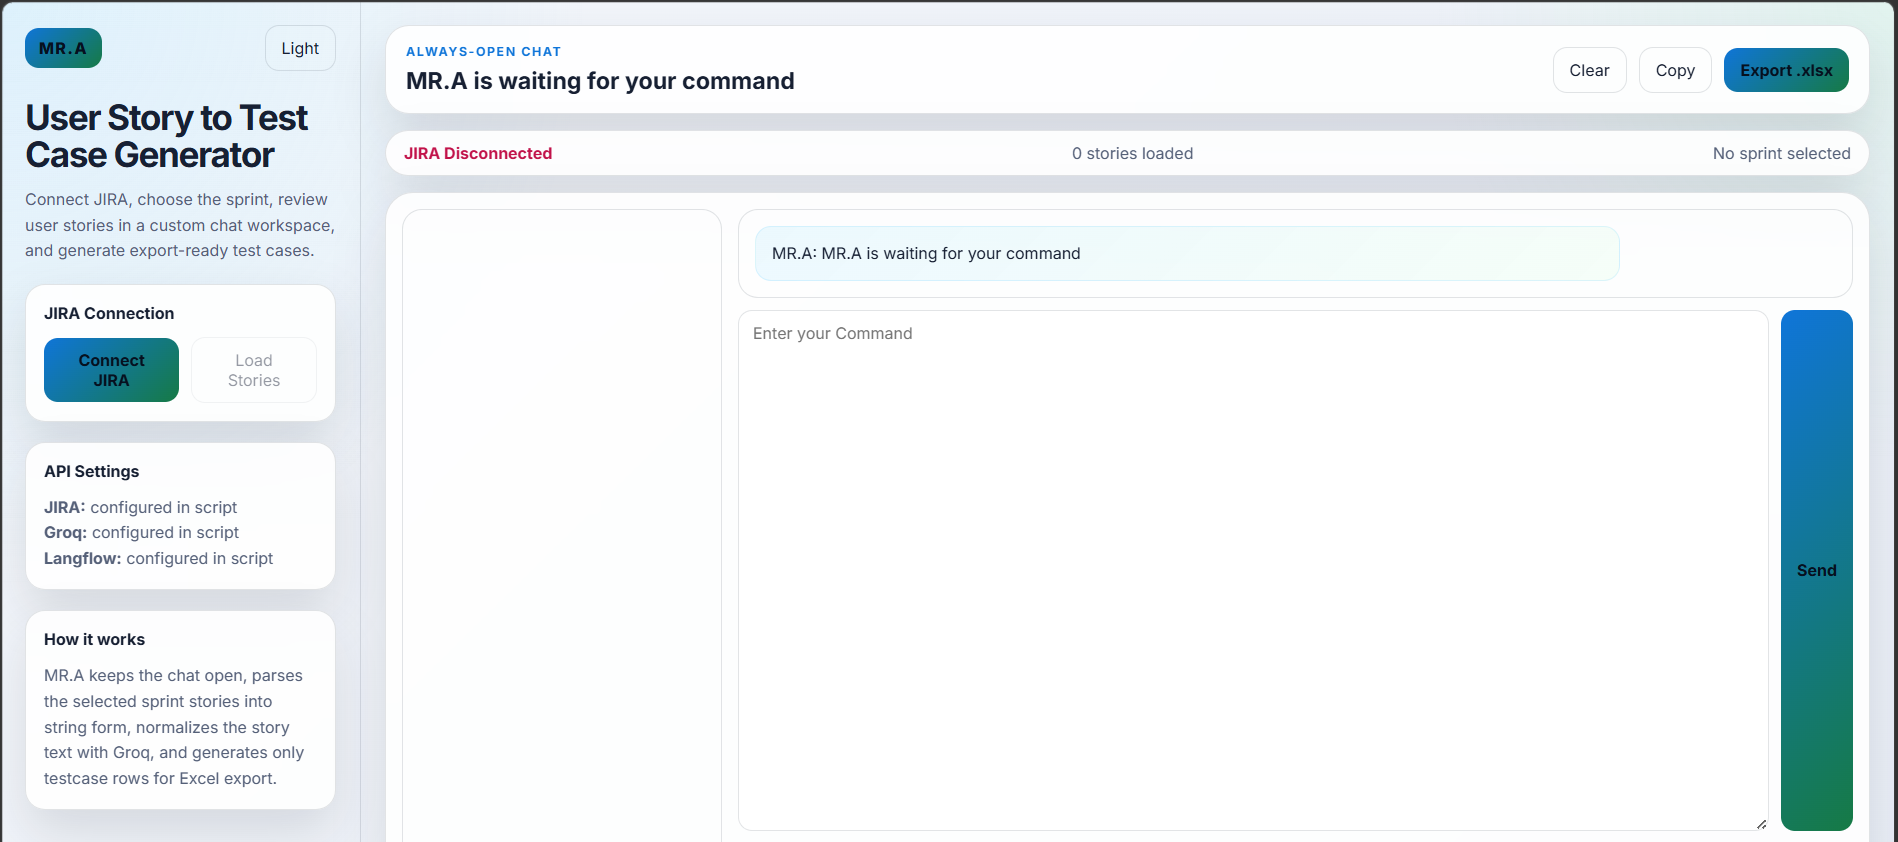 MR.A
Light
User Story to Test
Case Generator
Connect JIRA, choose the sprint, review
user stories in a custom chat workspace,
and generate export-ready test cases.
JIRA Connection
Connect
JIRA
Load
Stories
API Settings
JIRA: configured in script
Groq: configured in script
Langflow: configured in script
How it works
MR.A keeps the chat open, parses
the selected sprint stories into
string form, normalizes the story
text with Groq, and generates only
testcase rows for Excel export.
ALWAYS-OPEN CHAT
MR.A is waiting for your command
Clear
Copy
Export .xlsx
JIRA Disconnected
0 stories loaded
No sprint selected
MR.A: MR.A is waiting for your command
Enter your Command
Send